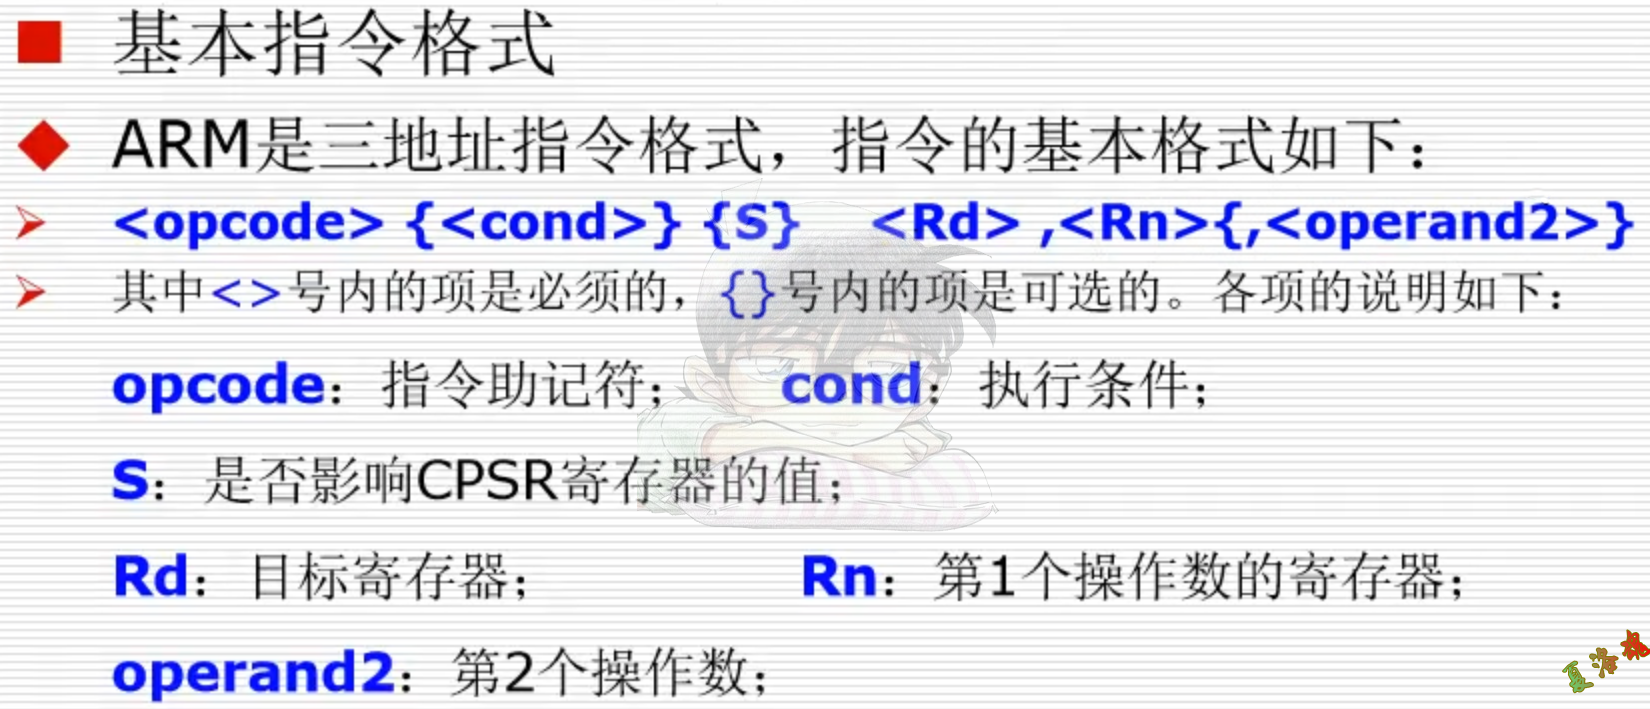 基本指令格式
ARM是三地址指令格式，指令的基本格式如下：
<opcode> {<cond>} {S} <Rd> ,<Rn>{,<operand2>}
其中<>号内的项是必须的，{}号内的项是可选的。各项的说明如下：
opcode：指令助记符； cond：执行条件；
S：是否影响CPSR寄存器的值；
Rd：目标寄存器； Rn：第1个操作数的寄存器；
operand2：第2个操作数；